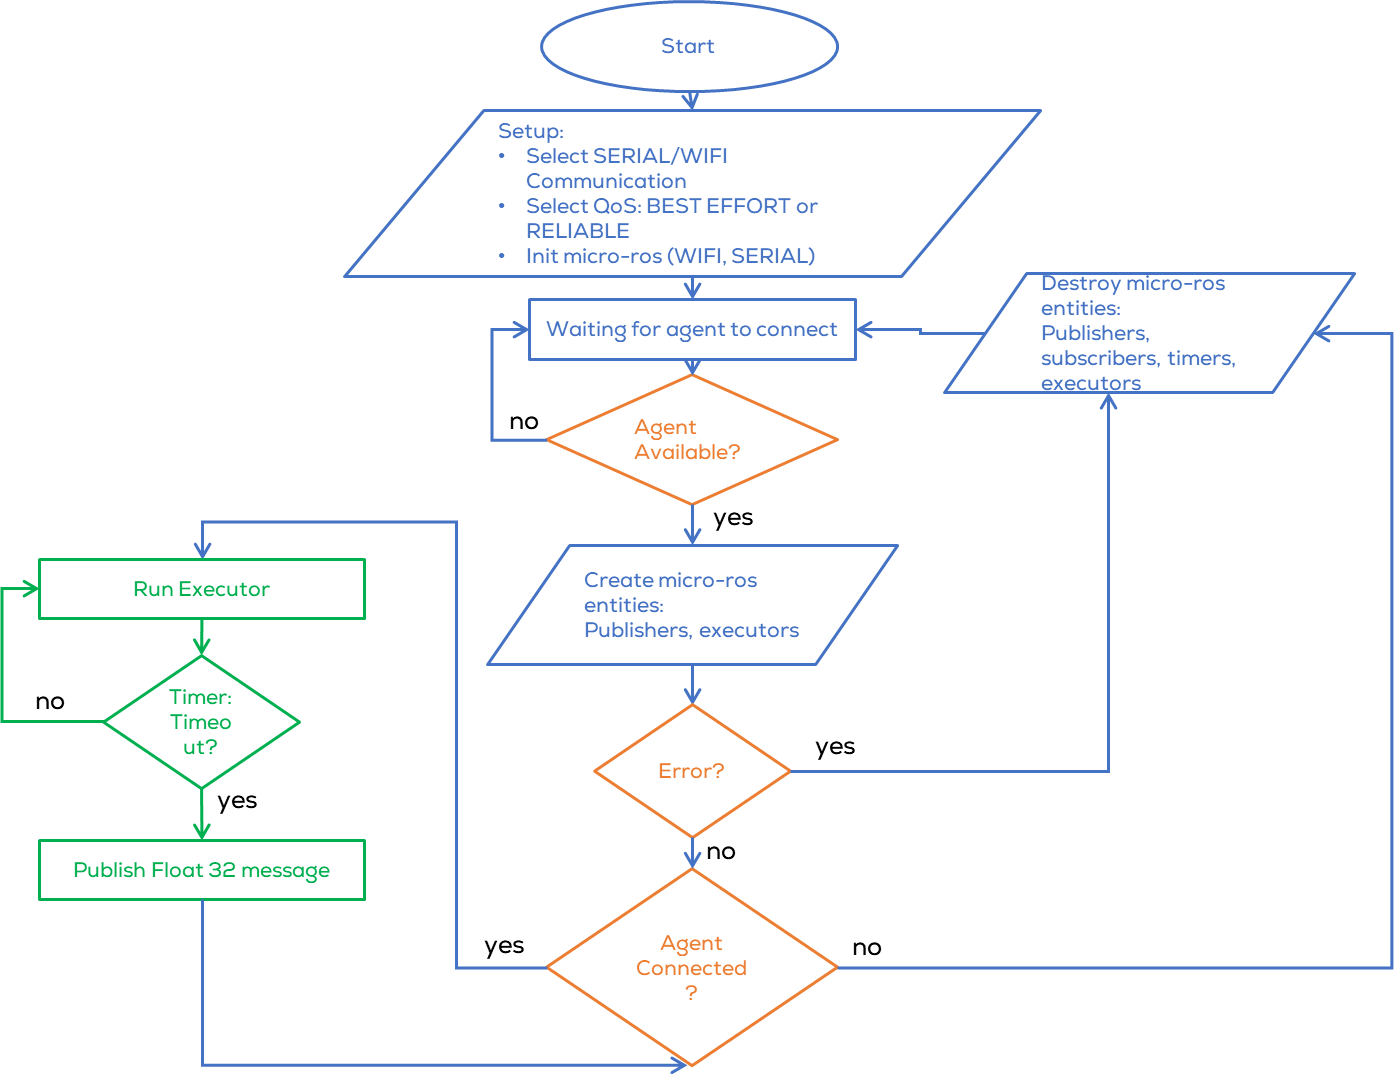 Start
Setup:
• Select SERIAL/WIFI
Communication
• Select QoS: BEST EFFORT or
RELIABLE
• Init micro-ros (WIFI, SERIAL)
Waiting for agent to connect
Destroy micro-ros
entities:
Publishers,
subscribers, timers,
executors
no
Agent
Available?
yes
Create micro-ros
entities:
Publishers, executors
Run Executor
no
Timer:
Timeo
ut?
yes
Publish Float 32 message
Error?
yes
no
yes
Agent
Connected
?
no